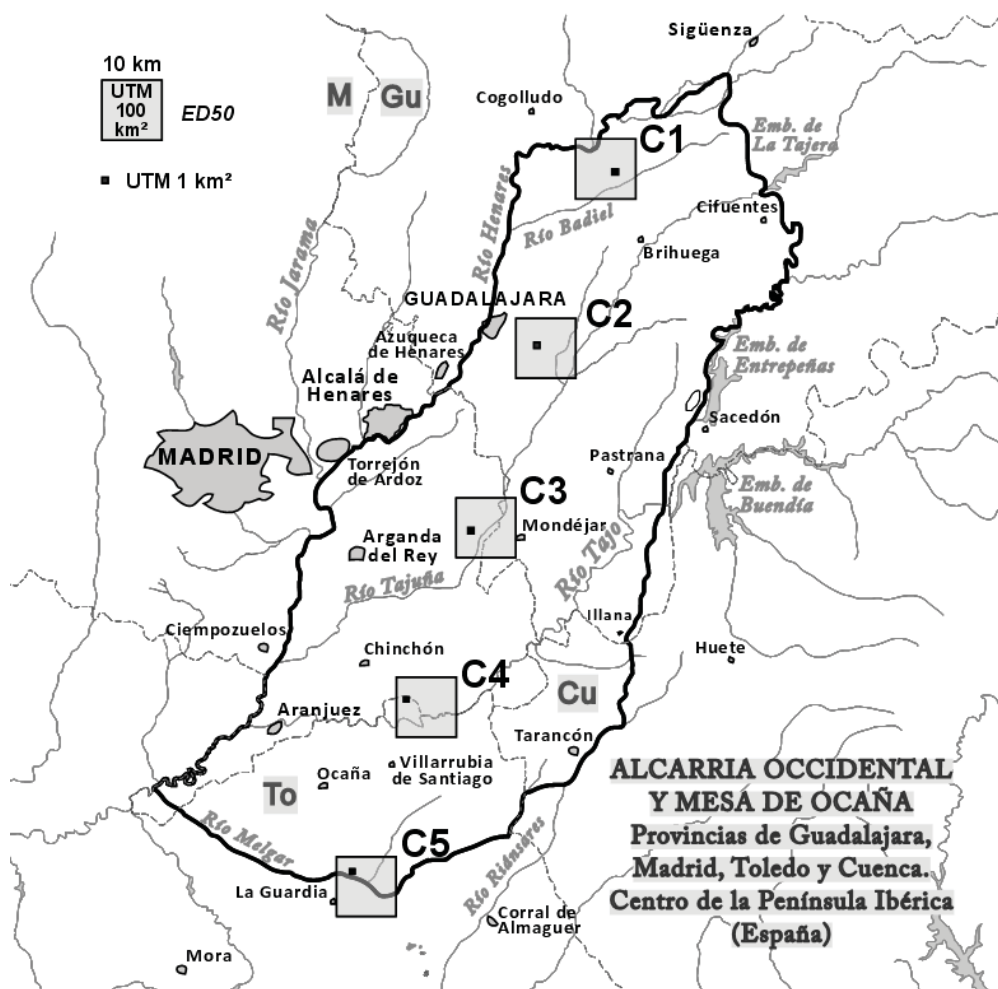 10 km
UTM
100
km²
ED50
UTM 1 km²
M
Gu
Sigüenza
Cogolludo
C1
Emb. de
La Tajera
Río Henares
Río Badiel
Cifuentes
Brihuega
Río Jarama
GUADALAJARA
C2
Azuqueca
de Henares
Emb. de
Entrepeñas
Alcalá de
Henares
Sacedón
MADRID
Torrejón
de Ardoz
Pastrana
C3
Emb. de
Buendía
Mondéjar
Arganda
del Rey
Río Tajo
Río Tajuña
Illana
Ciempozuelos
Huete
Chinchón
C4
Cu
Aranjuez
Tarancón
Villarrubia
de Santiago
Ocaña
To
Río Melgar
C5
Río Riánsares
La Guardia
Corral de
Almaguer
Mora
ALCARRIA OCCIDENTAL
Y MESA DE OCAÑA
Provincias de Guadalajara,
Madrid, Toledo y Cuenca.
Centro de la Península Ibérica
(España)